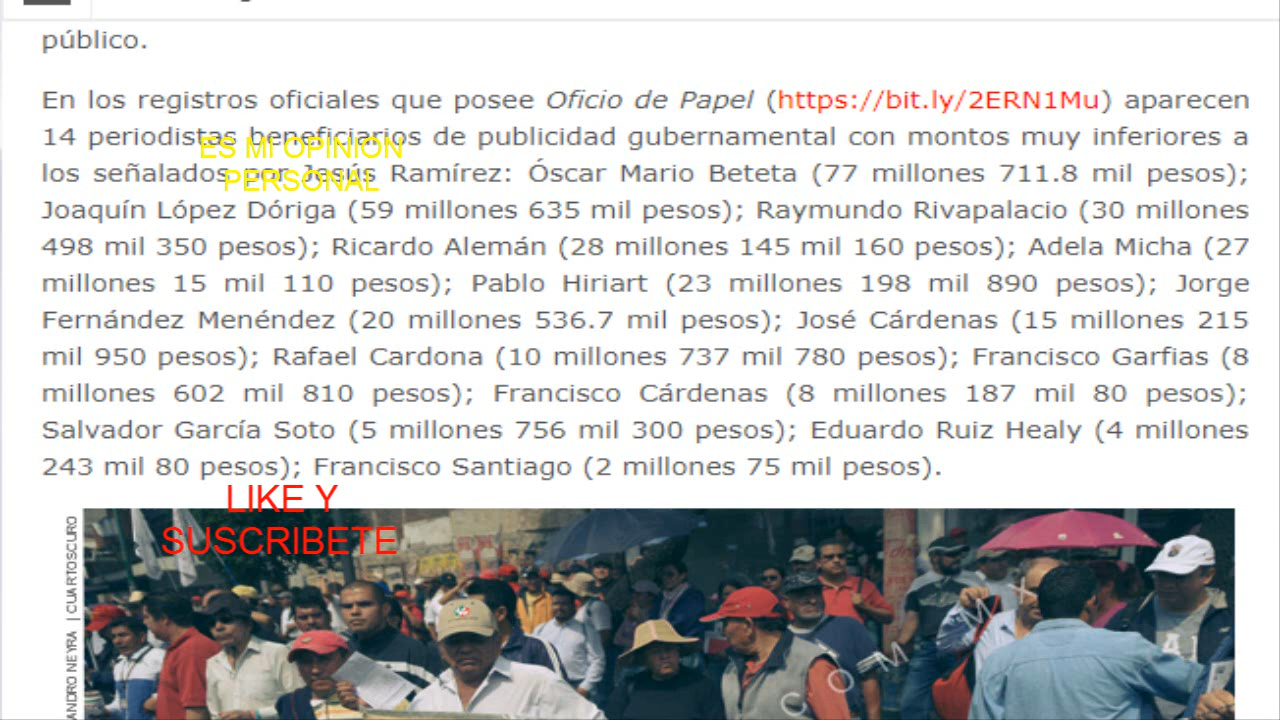 público.
En los registros oficiales que posee Oficio de Papel (https://bit.ly/2ERN1Mu) aparecen
14 periodistas beneficiarios de publicidad gubernamental con montos muy inferiores a
ES MI OPINION
los señalados por Jesús Ramírez: Óscar Mario Beteta (77 millones 711.8 mil pesos);
PERSONAL
Joaquín López Dóriga (59 millones 635 mil pesos); Raymundo Rivapalacio (30 millones
498 mil 350 pesos); Ricardo Alemán (28 millones 145 mil 160 pesos); Adela Micha (27
millones 15 mil 110 pesos); Pablo Hiriart (23 millones 198 mil 890 pesos); Jorge
Fernández Menéndez (20 millones 536.7 mil pesos); José Cárdenas (15 millones 215
mil 950 pesos); Rafael Cardona (10 millones 737 mil 780 pesos); Francisco Garfias (8
millones 602 mil 810 pesos); Francisco Cárdenas (8 millones 187 mil 80 pesos);
Salvador García Soto (5 millones 756 mil 300 pesos); Eduardo Ruiz Healy (4 millones
243 mil 80 pesos); Francisco Santiago (2 millones 75 mil pesos).
LIKE Y
SUSCRIBETE
ANDRO NEYRA | CUARTOSCURO
C O M . M X